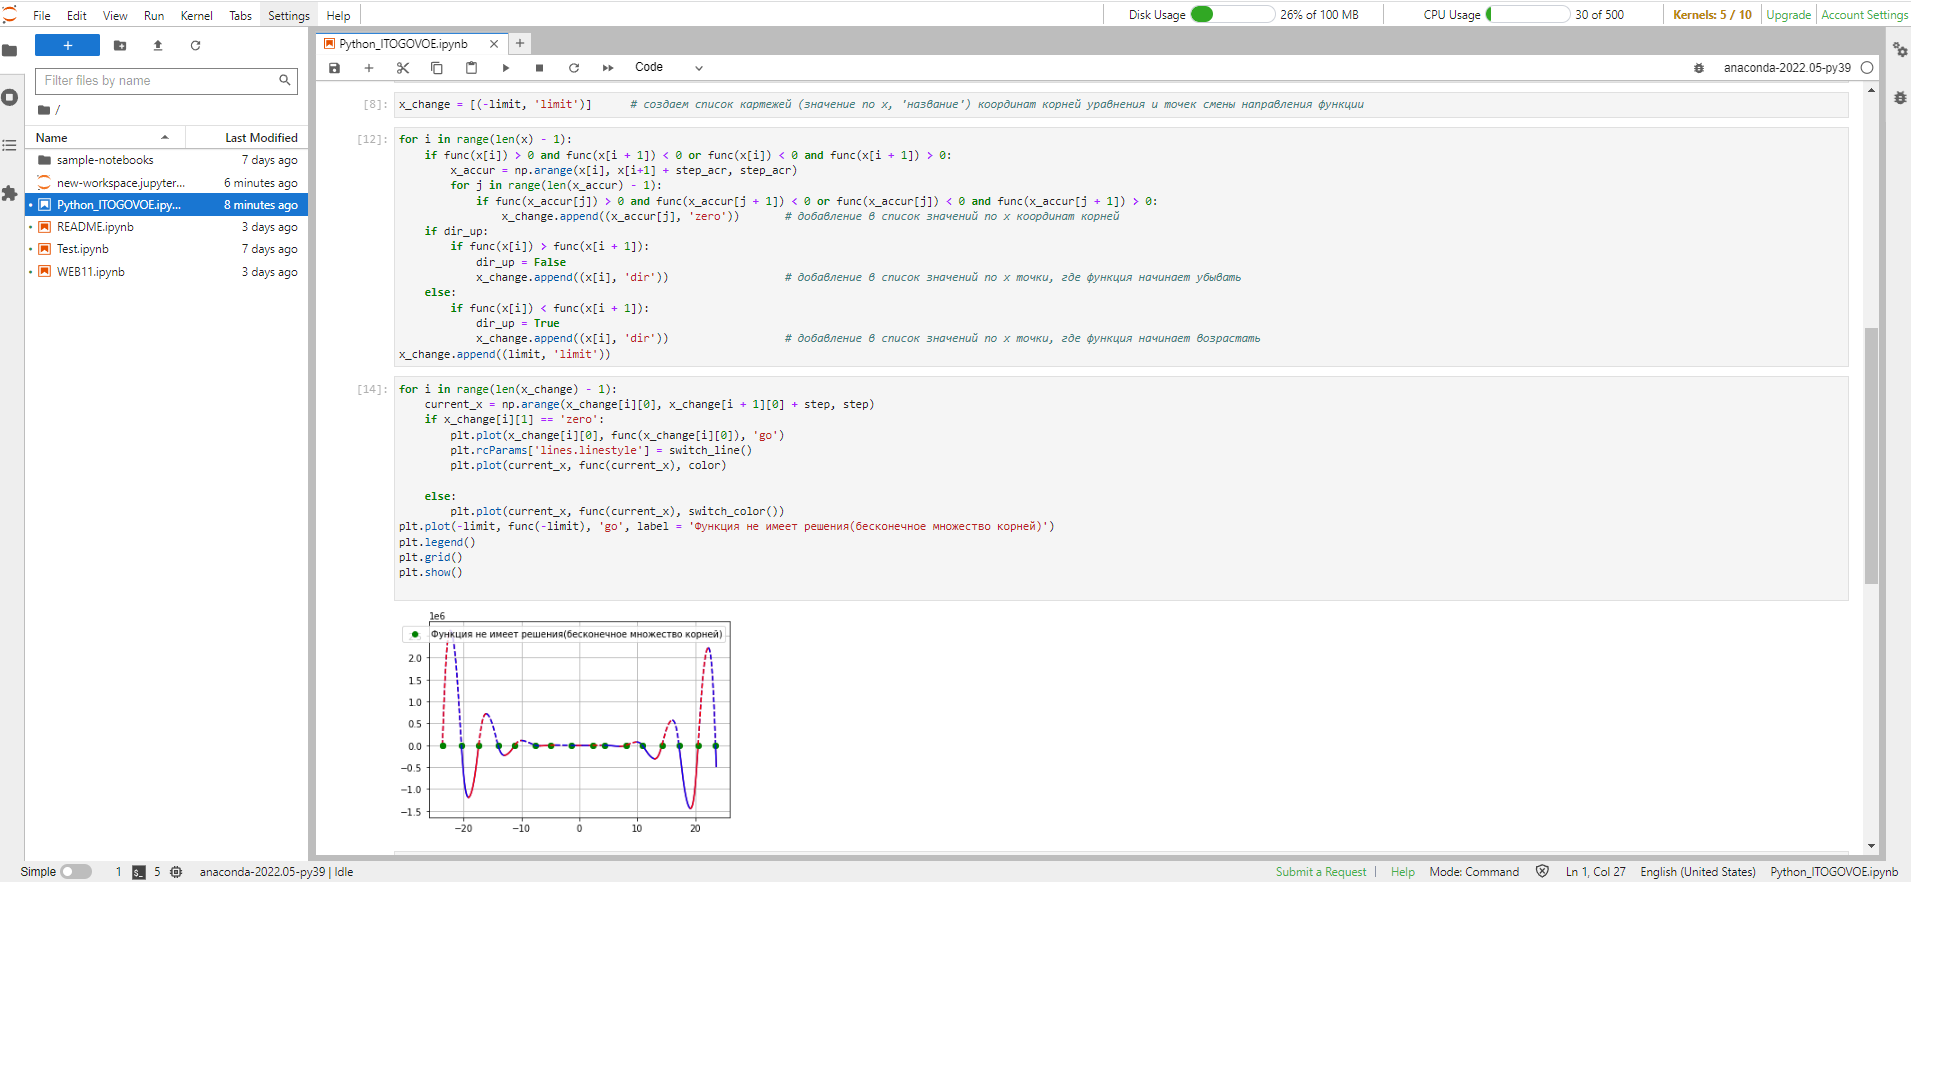 File Edit View Run Kernel Tabs Settings Help Disk Usage 26% of 100 MB CPU Usage 30 of 500 Kernels: 5 / 10 Upgrade Account Settings
+
Filter files by name
/
Name Last Modified
sample-notebooks 7 days ago
new-workspace.jupyter... 6 minutes ago
Python_ITOGOVOE.ipy... 8 minutes ago
README.ipynb 3 days ago
Test.ipynb 7 days ago
WEB11.ipynb 3 days ago
Python_ITOGOVOE.ipynb
Code anaconda-2022.05-py39
[8]: x_change = [(-limit, 'limit')] # создаем список картежей (значение по x, 'название') координат корней уравнения и точек смены направления функции
[12]: for i in range(len(x) - 1):
if func(x[i]) > 0 and func(x[i + 1]) < 0 or func(x[i]) < 0 and func(x[i + 1]) > 0:
x_accur = np.arange(x[i], x[i+1] + step_acr, step_acr)
for j in range(len(x_accur) - 1):
if func(x_accur[j]) > 0 and func(x_accur[j + 1]) < 0 or func(x_accur[j]) < 0 and func(x_accur[j + 1]) > 0:
x_change.append((x_accur[j], 'zero')) # добавление в список значений по x координат корней
if dir_up:
if func(x[i]) > func(x[i + 1]):
dir_up = False
x_change.append((x[i], 'dir')) # добавление в список значений по x точки, где функция начинает убывать
else:
if func(x[i]) < func(x[i + 1]):
dir_up = True
x_change.append((x[i], 'dir')) # добавление в список значений по x точки, где функция начинает возрастать
x_change.append((limit, 'limit'))
[14]: for i in range(len(x_change) - 1):
current_x = np.arange(x_change[i][0], x_change[i + 1][0] + step, step)
if x_change[i][1] == 'zero':
plt.plot(x_change[i][0], func(x_change[i][0]), 'go')
plt.rcParams['lines.linestyle'] = switch_line()
plt.plot(current_x, func(current_x), color)
else:
plt.plot(current_x, func(current_x), switch_color())
plt.plot(-limit, func(-limit), 'go', label = 'Функция не имеет решения(бесконечное множество корней)')
plt.legend()
plt.grid()
plt.show()
1e6
Функция не имеет решения(бесконечное множество корней)
2.0
1.5
1.0
0.5
0.0
−0.5
−1.0
−1.5
−20 −10 0 10 20
Simple 1 5 anaconda-2022.05-py39 | Idle Submit a Request | Help Mode: Command Ln 1, Col 27 English (United States) Python_ITOGOVOE.ipynb